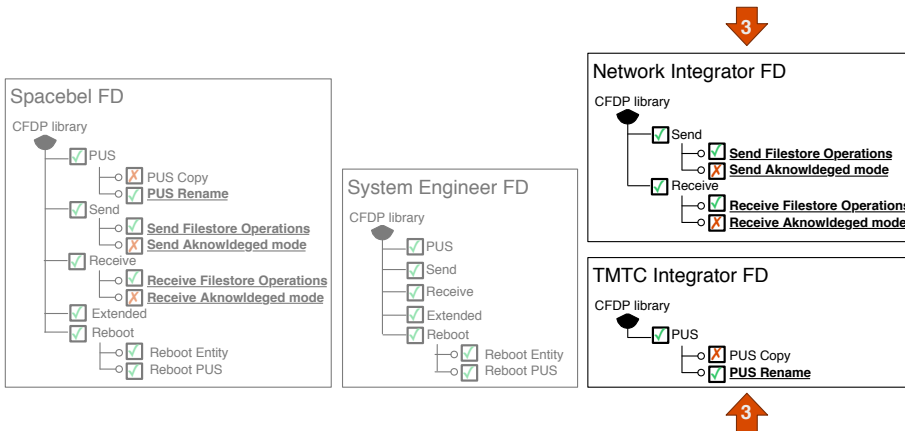 3
Spacebel FD
CFDP library
PUS
PUS Copy
PUS Rename
Send
Send Filestore Operations
Send Aknowldeged mode
Receive
Receive Filestore Operations
Receive Aknowldeged mode
Extended
Reboot
Reboot Entity
Reboot PUS
System Engineer FD
CFDP library
PUS
Send
Receive
Extended
Reboot
Reboot Entity
Reboot PUS
Network Integrator FD
CFDP library
Send
Send Filestore Operations
Send Aknowldeged mode
Receive
Receive Filestore Operations
Receive Aknowldeged mode
TMTC Integrator FD
CFDP library
PUS
PUS Copy
PUS Rename
3